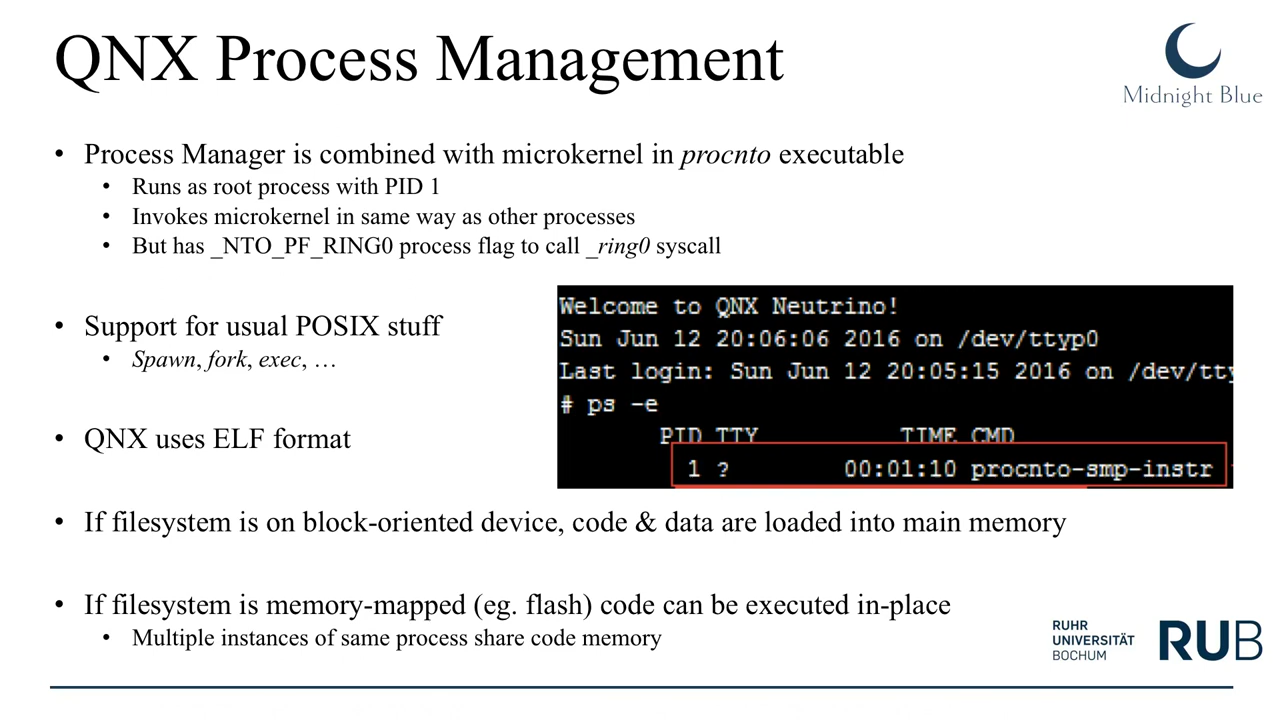 QNX Process Management
Midnight Blue
• Process Manager is combined with microkernel in procnto executable
• Runs as root process with PID 1
• Invokes microkernel in same way as other processes
• But has _NTO_PF_RING0 process flag to call _ring0 syscall
• Support for usual POSIX stuff
• Spawn, fork, exec, …
• QNX uses ELF format
Welcome to QNX Neutrino!
Sun Jun 12 20:06:06 2016 on /dev/ttyp0
Last login: Sun Jun 12 20:05:15 2016 on /dev/tty
# ps -e
PID TTY TIME CMD
1 ? 00:01:10 procnto-smp-instr
• If filesystem is on block-oriented device, code & data are loaded into main memory
• If filesystem is memory-mapped (eg. flash) code can be executed in-place
• Multiple instances of same process share code memory
RUHR
UNIVERSITÄT
BOCHUM
RUB